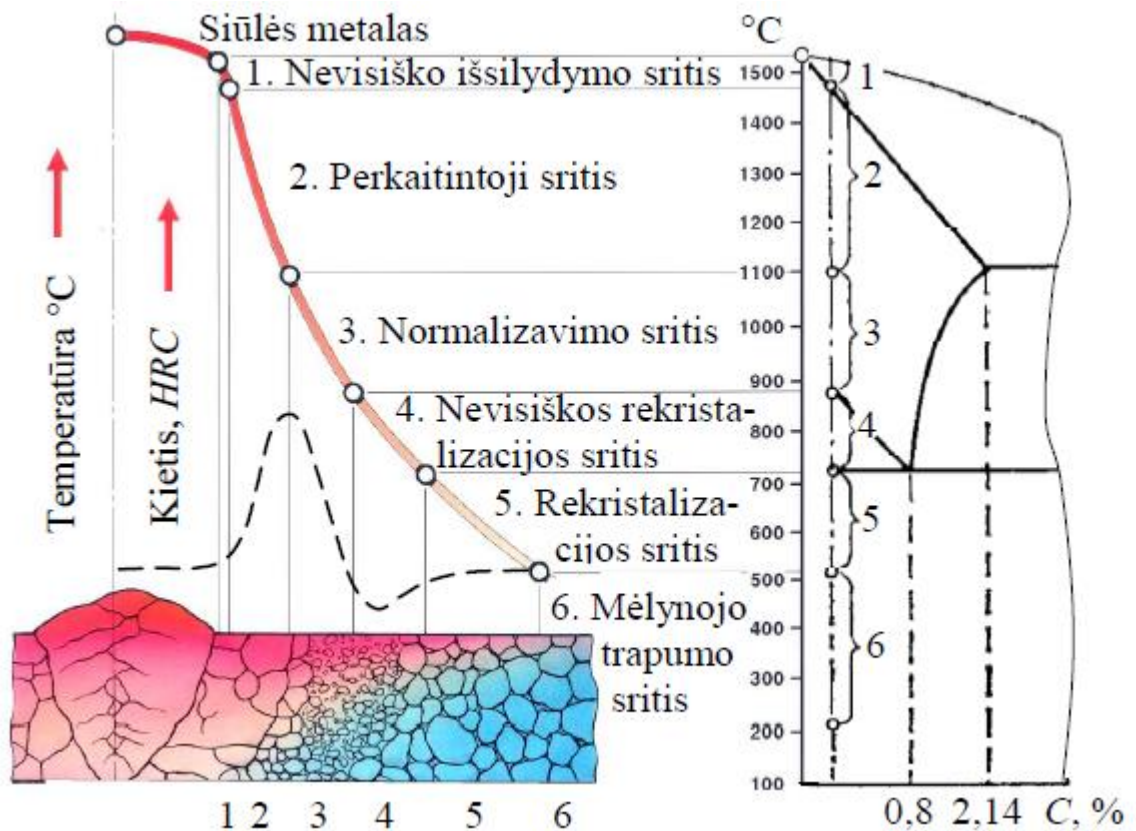 Siūlės metalas
1. Nevisiško išsilydymo sritis
2. Perkaitintoji sritis
3. Normalizavimo sritis
4. Nevisiškos rekrista-
lizacijos sritis
5. Rekristaliza-
cijos sritis
6. Mėlynojo
trapumo
sritis
Temperatūra °C
Kietis, HRC
1 2 3 4 5 6
°C
1500
1400
1300
1200
1100
1000
900
800
700
600
500
400
300
200
100
1
2
3
4
5
6
0,8 2,14 C, %